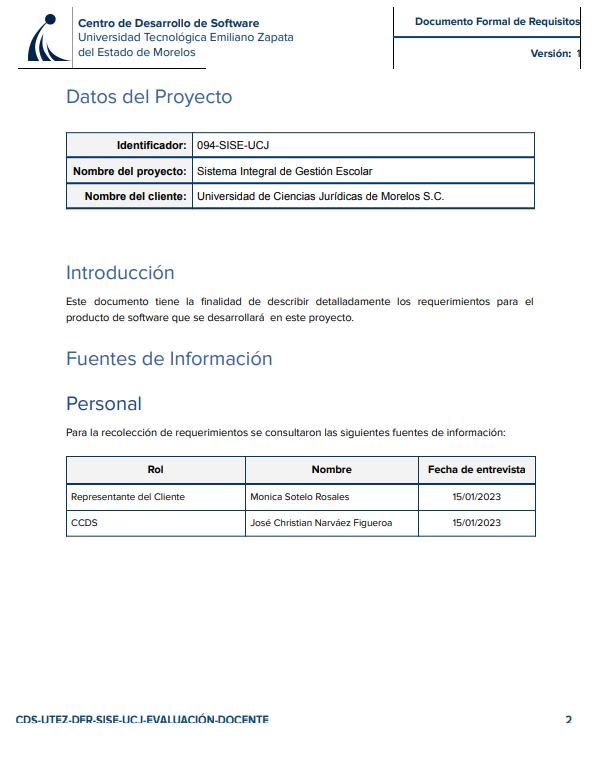 Centro de Desarrollo de Software
Universidad Tecnológica Emiliano Zapata
del Estado de Morelos
Documento Formal de Requisitos
Versión: 1
Datos del Proyecto
Identificador: 094-SISE-UCJ
Nombre del proyecto: Sistema Integral de Gestión Escolar
Nombre del cliente: Universidad de Ciencias Jurídicas de Morelos S.C.
Introducción
Este documento tiene la finalidad de describir detalladamente los requerimientos para el
producto de software que se desarrollará en este proyecto.
Fuentes de Información
Personal
Para la recolección de requerimientos se consultaron las siguientes fuentes de información:
Rol Nombre Fecha de entrevista
Representante del Cliente Monica Sotelo Rosales 15/01/2023
CCDS José Christian Narváez Figueroa 15/01/2023
CDS-UTEZ-DFR-SISE-UCJ-EVALUACIÓN-DOCENTE 2